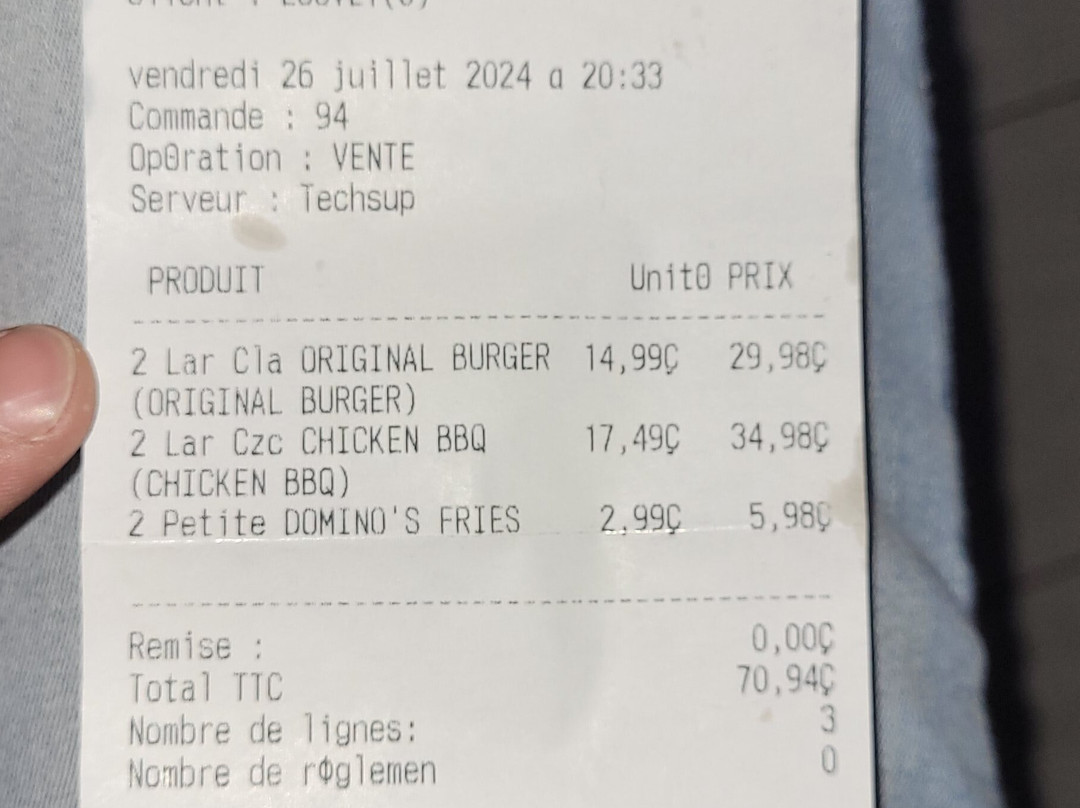 vendredi 26 juillet 2024 a 20:33
Commande : 94
Op0ration : VENTE
Serveur : Techsup
PRODUIT Unit0 PRIX
2 Lar Cla ORIGINAL BURGER 14,99Ç 29,98Ç
(ORIGINAL BURGER)
2 Lar Czc CHICKEN BBQ 17,49Ç 34,98Ç
(CHICKEN BBQ)
2 Petite DOMINO'S FRIES 2,99Ç 5,98Ç
Remise : 0,00Ç
Total TTC 70,94Ç
Nombre de lignes: 3
Nombre de rΦglemen 0